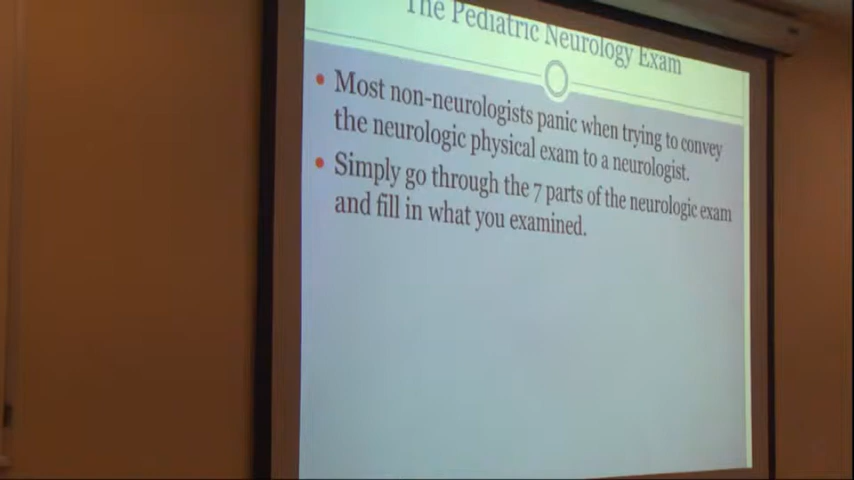 The Pediatric Neurology Exam
• Most non-neurologists panic when trying to convey
the neurologic physical exam to a neurologist.
• Simply go through the 7 parts of the neurologic exam
and fill in what you examined.